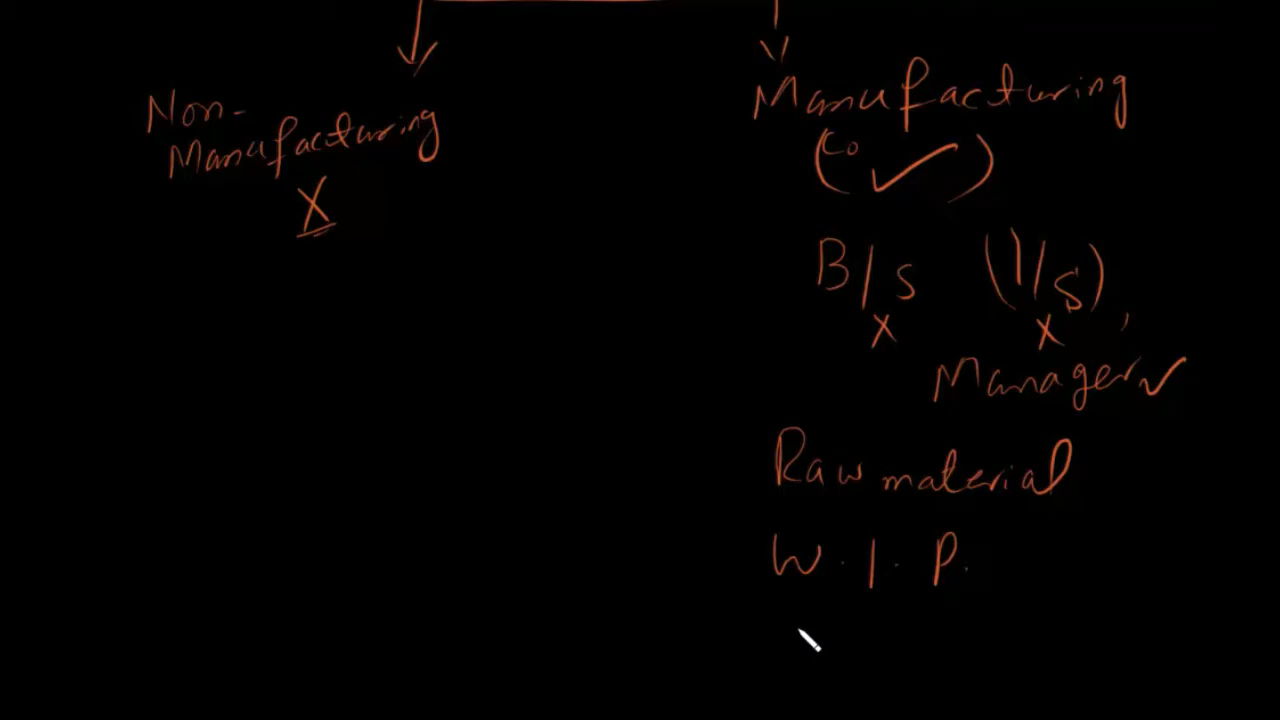 Non-
Manufacturing
X
Manufacturing
(Co ✓)
B/S (I/S),
X X
Manager ✓
Raw material
W.I.P.